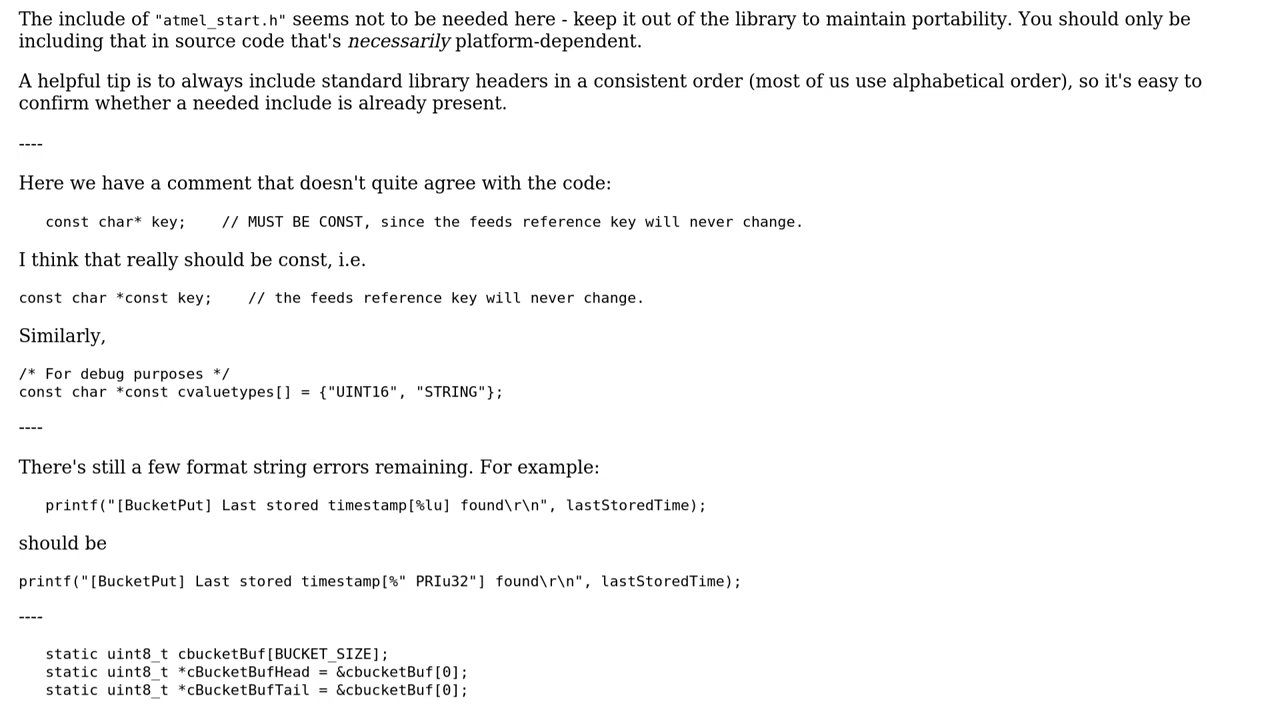 The include of "atmel_start.h" seems not to be needed here - keep it out of the library to maintain portability. You should only be
including that in source code that's necessarily platform-dependent.
A helpful tip is to always include standard library headers in a consistent order (most of us use alphabetical order), so it's easy to
confirm whether a needed include is already present.
----
Here we have a comment that doesn't quite agree with the code:
const char* key;    // MUST BE CONST, since the feeds reference key will never change.
I think that really should be const, i.e.
const char *const key;    // the feeds reference key will never change.
Similarly,
/* For debug purposes */
const char *const cvaluetypes[] = {"UINT16", "STRING"};
----
There's still a few format string errors remaining. For example:
printf("[BucketPut] Last stored timestamp[%lu] found\r\n", lastStoredTime);
should be
printf("[BucketPut] Last stored timestamp[%" PRIu32"] found\r\n", lastStoredTime);
----
static uint8_t cbucketBuf[BUCKET_SIZE];
static uint8_t *cBucketBufHead = &cbucketBuf[0];
static uint8_t *cBucketBufTail = &cbucketBuf[0];